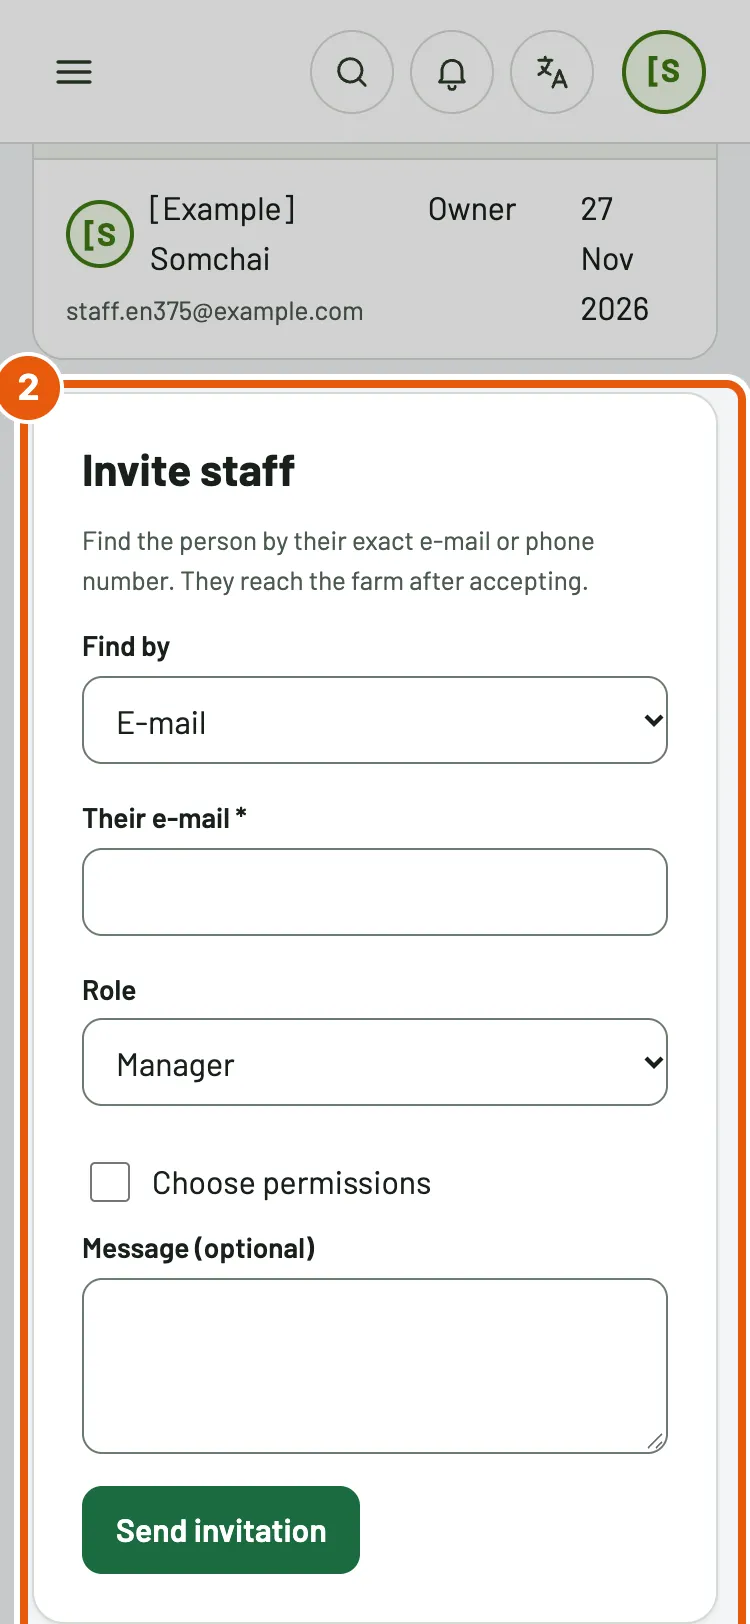 [S
[S
[Example] Owner 27
Somchai Nov
staff.en375@example.com 2026
2
Invite staff
Find the person by their exact e-mail or phone
number. They reach the farm after accepting.
Find by
E-mail
Their e-mail *
Role
Manager
Choose permissions
Message (optional)
Send invitation